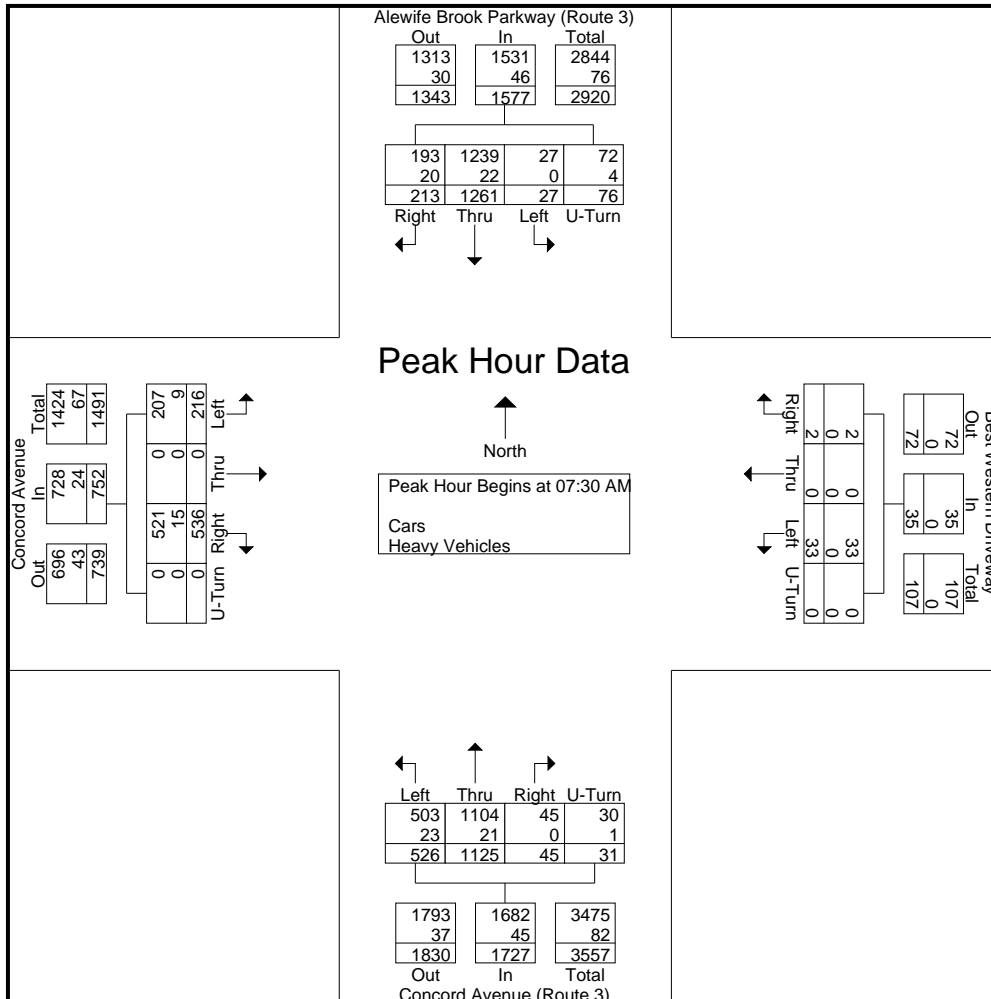 Alewife Brook Parkway (Route 3)
Out In Total
1313 1531 2844
30 46 76
1343 1577 2920
193 1239 27 72
20 22 0 4
213 1261 27 76
Right Thru Left U-Turn
Peak Hour Data
North
Peak Hour Begins at 07:30 AM
Cars
Heavy Vehicles
Concord Avenue
Out In Total
696 728 1424
43 24 67
739 752 1491
207 0 521 0
9 0 15 0
216 0 536 0
Left Thru Right U-Turn
Best Western Driveway
Out In Total
72 35 107
0 0 0
72 35 107
2 0 33 0
0 0 0 0
2 0 33 0
Right Thru Left U-Turn
Left Thru Right U-Turn
503 1104 45 30
23 21 0 1
526 1125 45 31
1793 1682 3475
37 45 82
1830 1727 3557
Out In Total
Concord Avenue (Route 3)